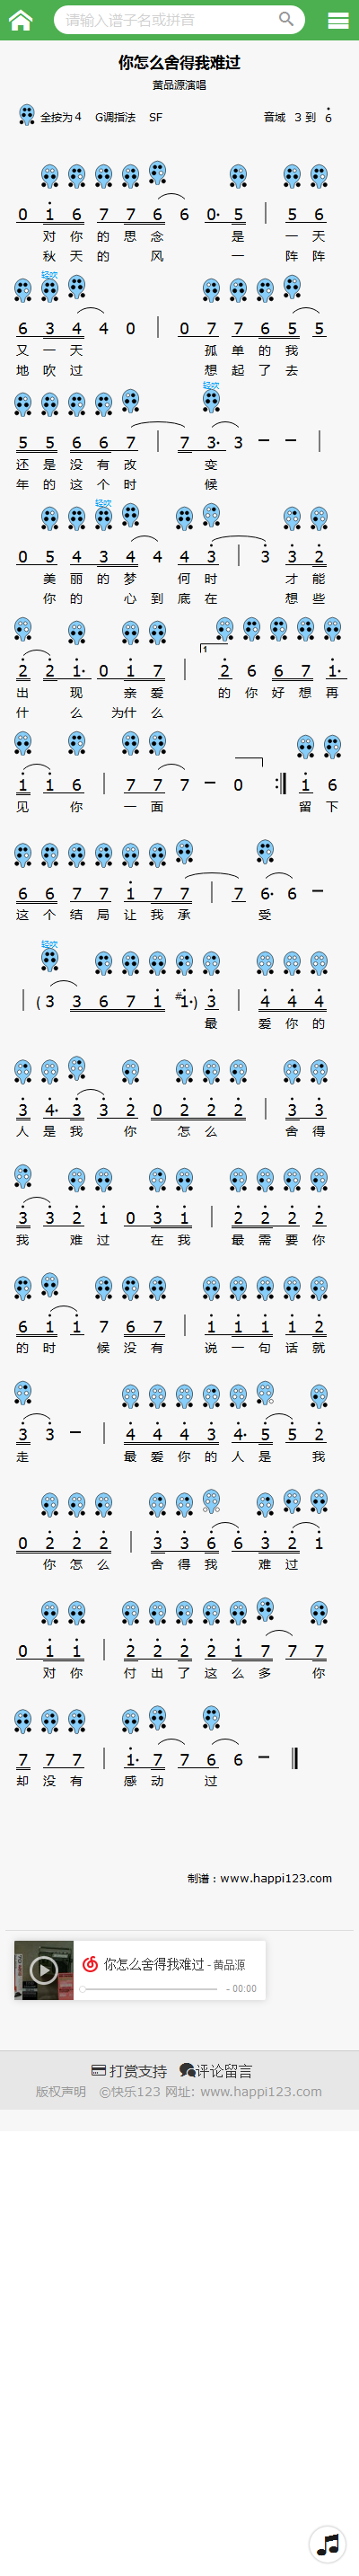 请输入谱子名或拼音
你怎么舍得我难过
黄品源演唱
全按为4 G调指法 SF 音域 3 到 6
0 1 6 7 7 6 6 0· 5 | 5 6
对 你 的 思 念 是 一 天
秋 天 的 风 一 阵 阵
轻吹
6 3 4 4 0 | 0 7 7 6 5 5
又 一 天 孤 单 的 我
地 吹 过 想 起 了 去
轻吹
5 5 6 6 7 | 7 3· 3 – – |
还 是 没 有 改 变
年 的 这 个 时 候
轻吹
0 5 4 3 4 4 4 3 | 3 3 2
美 丽 的 梦 何 时 才 能
你 的 心 到 底 在 想 些
1
2 2 1· 0 1 7 | 2 6 6 7 1·
出 现 亲 爱 的 你 好 想 再
什 么 为什 么
1 1 6 | 7 7 7 – 0 :‖ 1 6
见 你 一 面 留 下
6 6 7 7 1 7 7 | 7 6· 6 –
这 个 结 局 让 我 承 受
轻吹
| (3 3 6 7 1 #1·) 3 | 4 4 4
最 爱 你 的
3 4· 3 3 2 0 2 2 2 | 3 3
人 是 我 你 怎 么 舍 得
3 3 2 1 0 3 1 | 2 2 2 2
我 难 过 在 我 最 需 要 你
6 1 1 7 6 7 | 1 1 1 1 2
的 时 候 没 有 说 一 句 话 就
3 3 – | 4 4 4 3 4· 5 5 2
走 最 爱 你 的 人 是 我
0 2 2 2 | 3 3 6 6 3 2 1
你 怎 么 舍 得 我 难 过
0 1 1 | 2 2 2 2 1 7 7 7
对 你 付 出 了 这 么 多 你
7 7 7 | 1· 7 7 6 6 – ‖
却 没 有 感 动 过
制谱：www.happi123.com
你怎么舍得我难过 - 黄品源
- 00:00
打赏支持 评论留言
版权声明 ©快乐123 网址: www.happi123.com